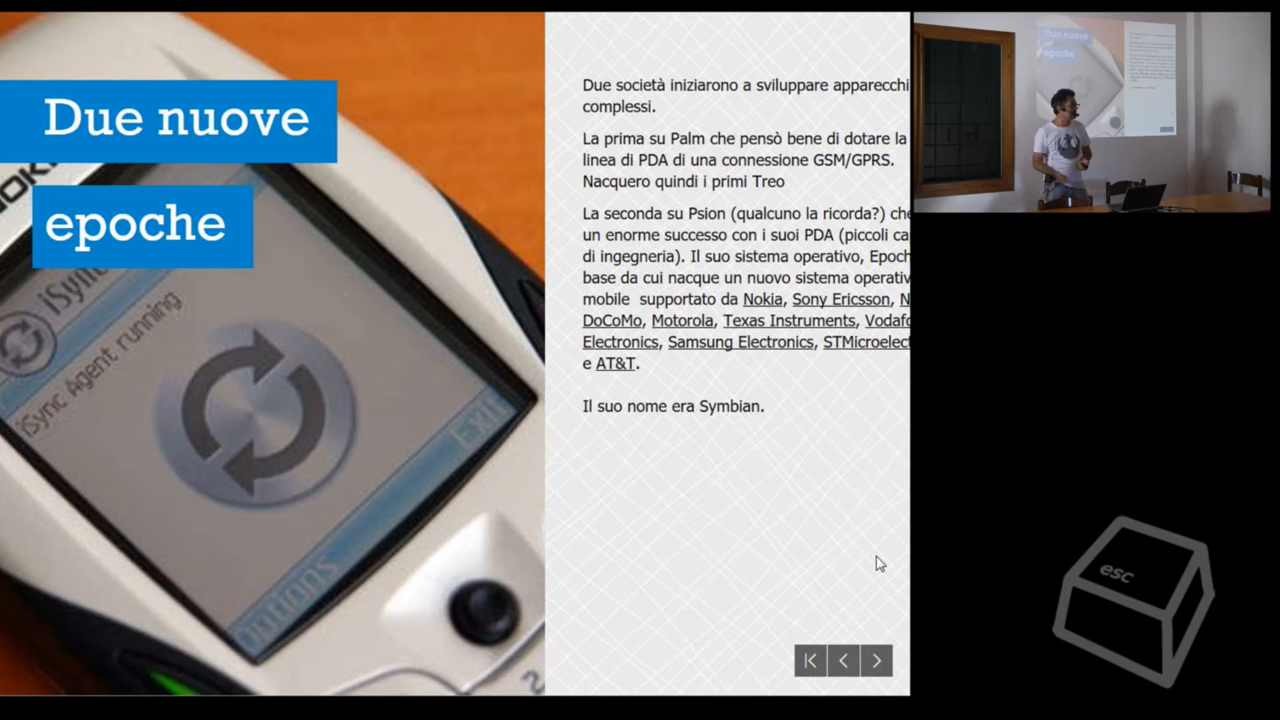 Due nuove
epoche
iSync
iSync Agent running
Exit
Options
Due società iniziarono a sviluppare apparecchi
complessi.
La prima su Palm che pensò bene di dotare la
linea di PDA di una connessione GSM/GPRS.
Nacquero quindi i primi Treo
La seconda su Psion (qualcuno la ricorda?) che
un enorme successo con i suoi PDA (piccoli ca
di ingegneria). Il suo sistema operativo, Epoch
base da cui nacque un nuovo sistema operativ
mobile supportato da Nokia, Sony Ericsson, N
DoCoMo, Motorola, Texas Instruments, Vodafo
Electronics, Samsung Electronics, STMicroelect
e AT&T.
Il suo nome era Symbian.
Due nuove
epoche
esc